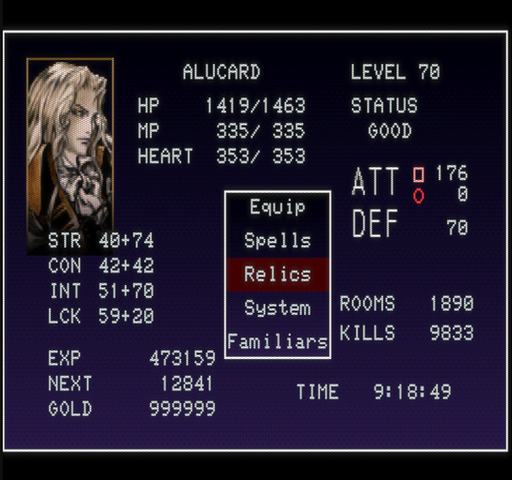 ALUCARD
LEVEL 70
HP 1419/1463
STATUS
MP 335/ 335
GOOD
HEART 353/ 353
ATT □ 176
○ 0
DEF 70
Equip
Spells
Relics
System
Familiars
STR 40+74
CON 42+42
INT 51+70
LCK 59+20
ROOMS 1890
KILLS 9833
EXP 473159
NEXT 12841
GOLD 999999
TIME 9:18:49